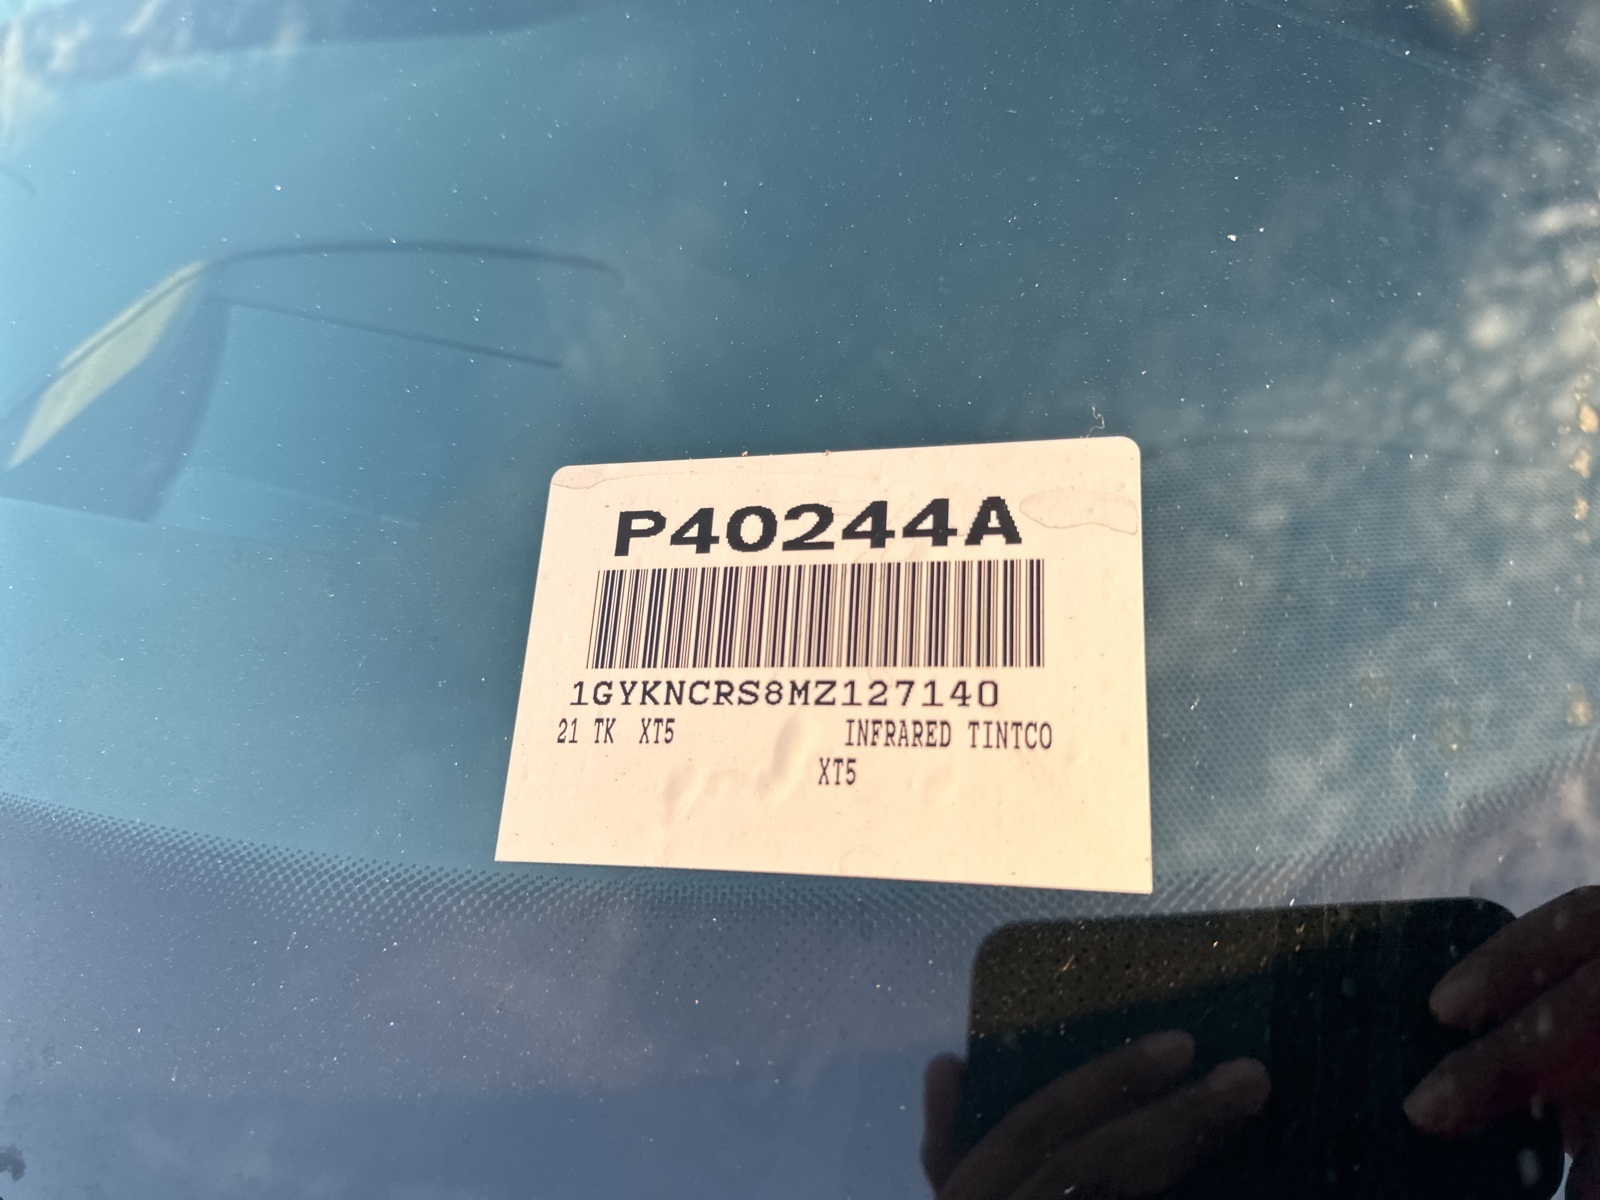 P40244A
1GYKNCRS8MZ127140
21 TK XT5 INFRARED TINTCO
XT5